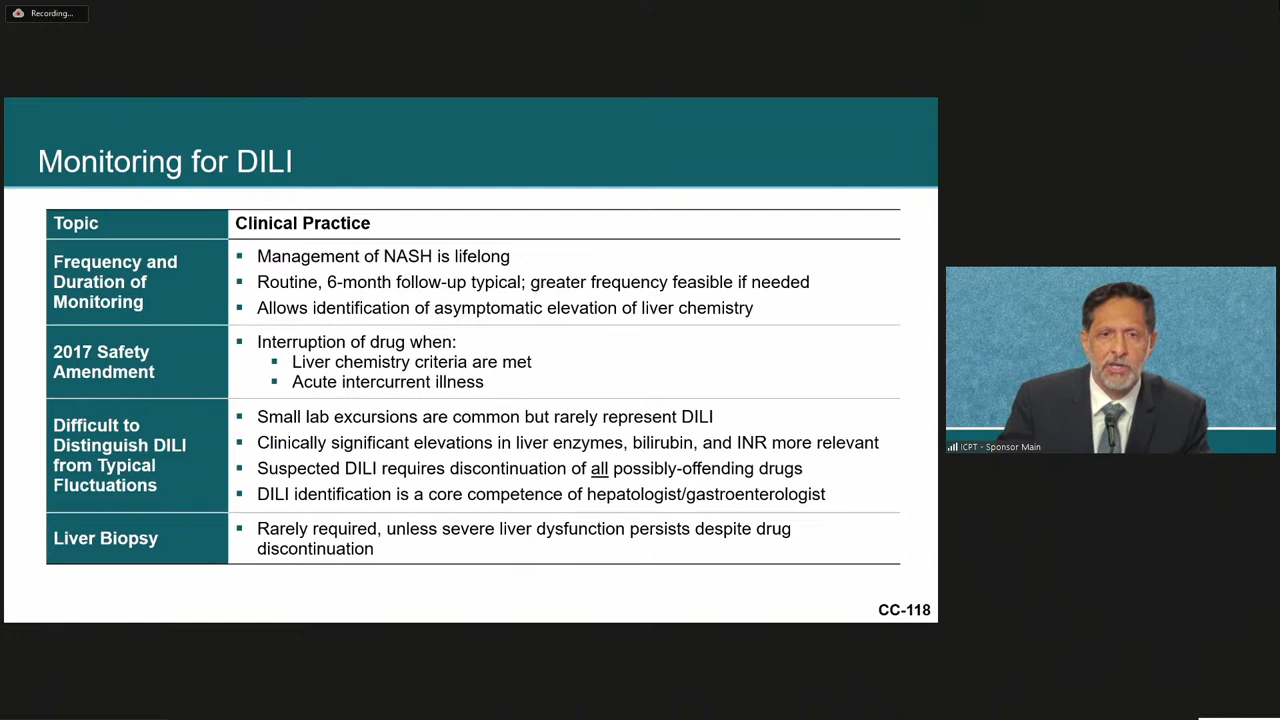 Recording...
Monitoring for DILI
Topic
Clinical Practice
Frequency and
Duration of
Monitoring
Management of NASH is lifelong
Routine, 6-month follow-up typical; greater frequency feasible if needed
Allows identification of asymptomatic elevation of liver chemistry
2017 Safety
Amendment
Interruption of drug when:
Liver chemistry criteria are met
Acute intercurrent illness
Difficult to
Distinguish DILI
from Typical
Fluctuations
Small lab excursions are common but rarely represent DILI
Clinically significant elevations in liver enzymes, bilirubin, and INR more relevant
Suspected DILI requires discontinuation of all possibly-offending drugs
DILI identification is a core competence of hepatologist/gastroenterologist
Liver Biopsy
Rarely required, unless severe liver dysfunction persists despite drug
discontinuation
CC-118
ICPT - Sponsor Main